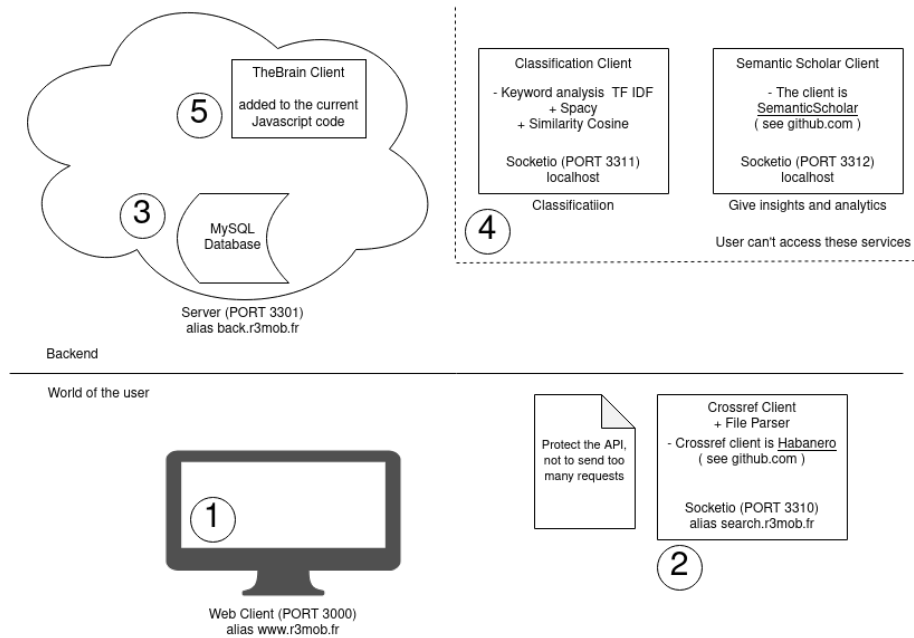 TheBrain Client
added to the current
Javascript code
5
3
MySQL
Database
Server (PORT 3301)
alias back.r3mob.fr
Classification Client
- Keyword analysis  TF IDF
+ Spacy
+ Similarity Cosine
Socketio (PORT 3311)
localhost
Classificatiion
4
Semantic Scholar Client
- The client is
SemanticScholar
( see github.com )
Socketio (PORT 3312)
localhost
Give insights and analytics
User can't access these services
Backend
World of the user
1
Web Client (PORT 3000)
alias www.r3mob.fr
Protect the API,
not to send too
many requests
Crossref Client
+ File Parser
- Crossref client is Habanero
( see github.com )
Socketio (PORT 3310)
alias search.r3mob.fr
2